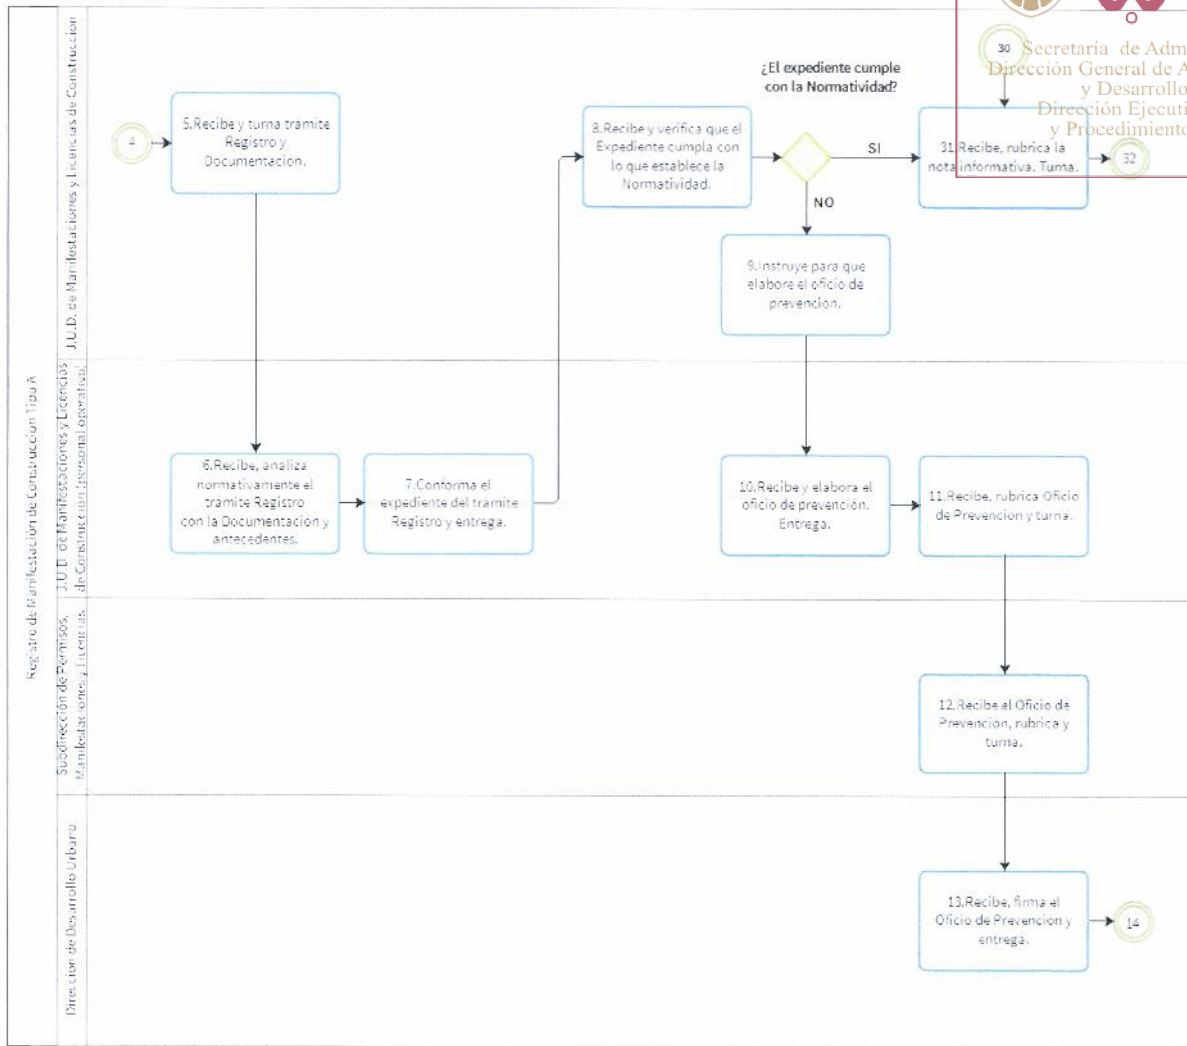 Registro de Manifestación de Construcción Tipo A
J.U.D. de Manifestaciones y Licencias de Construccion
4
5.Recibe y turna tramite
Registro y
Documentacion.
8.Recibe y verifica que el
Expediente cumpla con
lo que establece la
Normatividad.
¿El expediente cumple
con la Normatividad?
SI
NO
30
Secretaría de Adm
Dirección General de A
y Desarrollo
Dirección Ejecuti
y Procedimiento
31.Recibe, rubrica la
nota informativa. Turna.
32
9.Instruye para que
elabore el oficio de
prevencion.
J.U.D. de Manifestaciones y Licencias
de Construccion (personal operativo)
6.Recibe, analiza
normativamente el
tramite Registro
con la Documentacion y
antecedentes.
7.Conforma el
expediente del tramite
Registro y entrega.
10.Recibe y elabora el
oficio de prevención.
Entrega.
11.Recibe, rubrica Oficio
de Prevencion y turna.
Subdirección de Permisos,
Manifestaciones y Licencias
12.Recibe el Oficio de
Prevencion, rubrica y
turna.
Direccion de Desarrollo Urbano
13.Recibe, firma el
Oficio de Prevencion y
entrega.
14